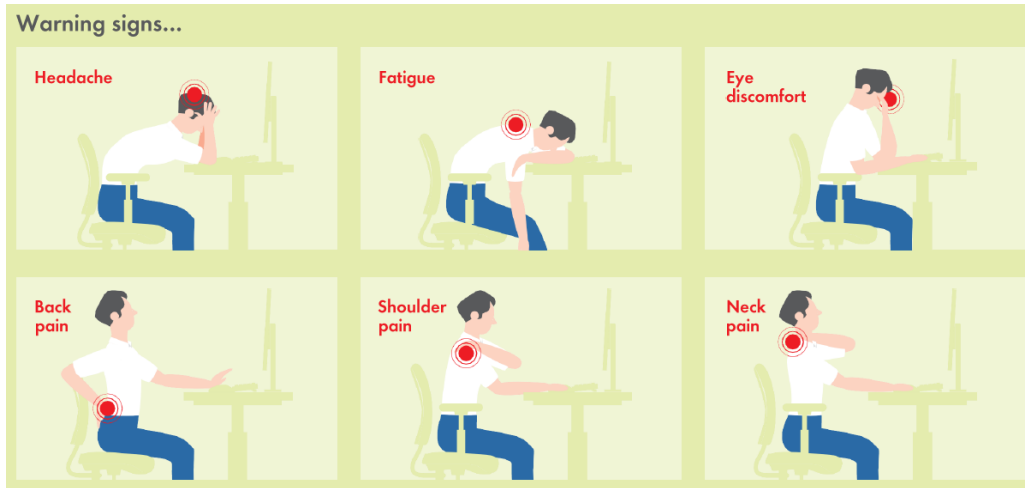 Warning signs...
Headache
Fatigue
Eye
discomfort
Back
pain
Shoulder
pain
Neck
pain